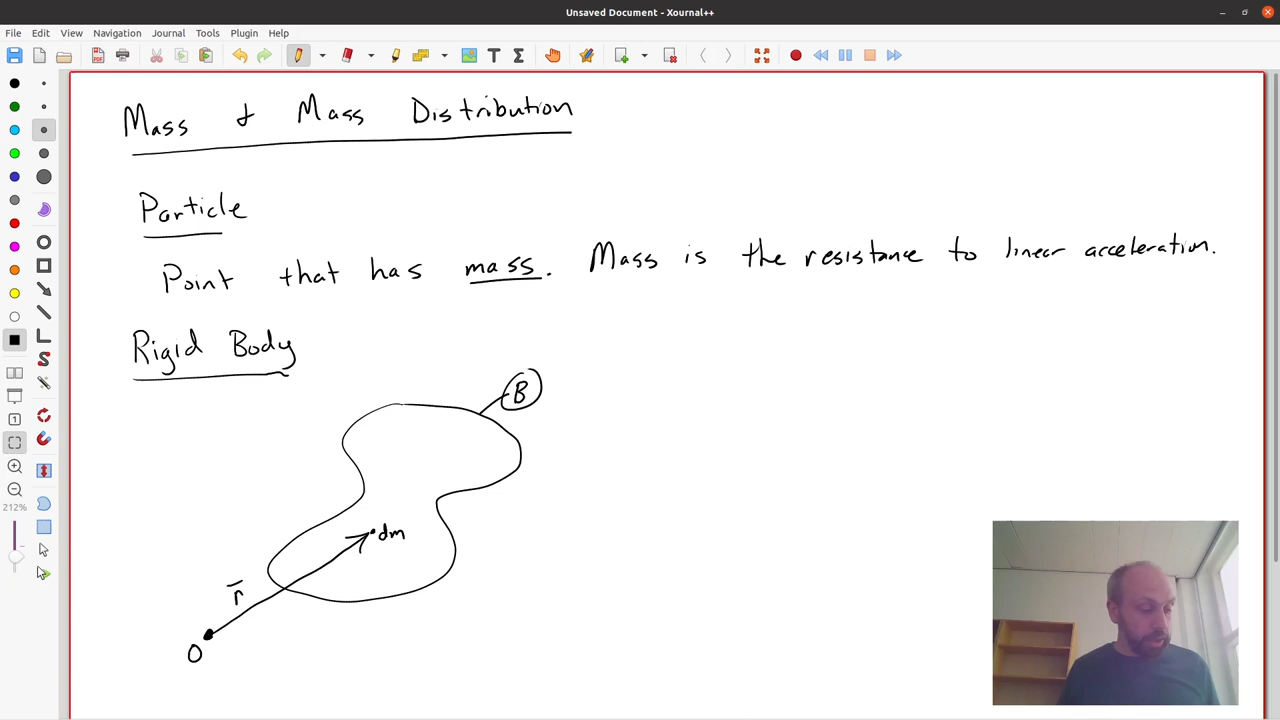 Unsaved Document - Xournal++
File Edit View Navigation Journal Tools Plugin Help
Mass & Mass Distribution
Particle
Point that has mass. Mass is the resistance to linear acceleration.
Rigid Body
B
dm
r̄
O
212%